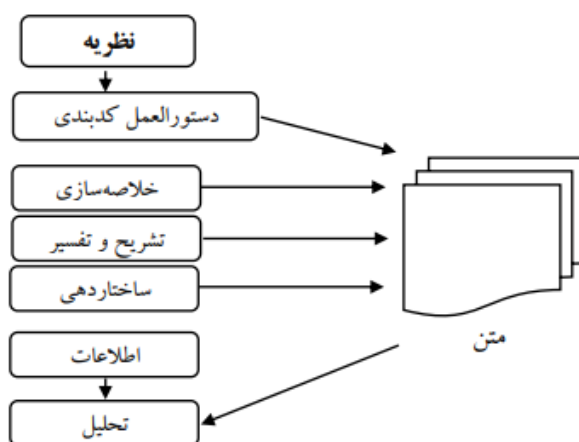 نظریه
دستورالعمل کدبندی
خلاصه‌سازی
تشریح و تفسیر
ساختاردهی
متن
اطلاعات
تحلیل